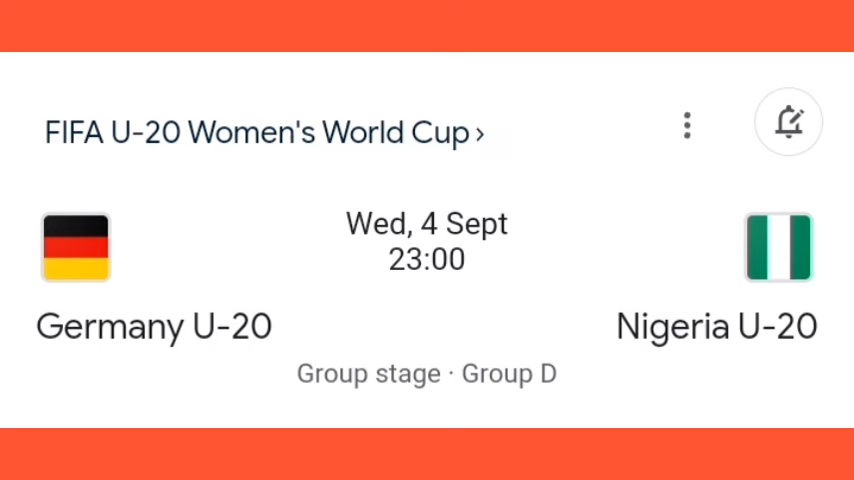 FIFA U-20 Women's World Cup ›
Wed, 4 Sept
23:00
Germany U-20
Nigeria U-20
Group stage · Group D